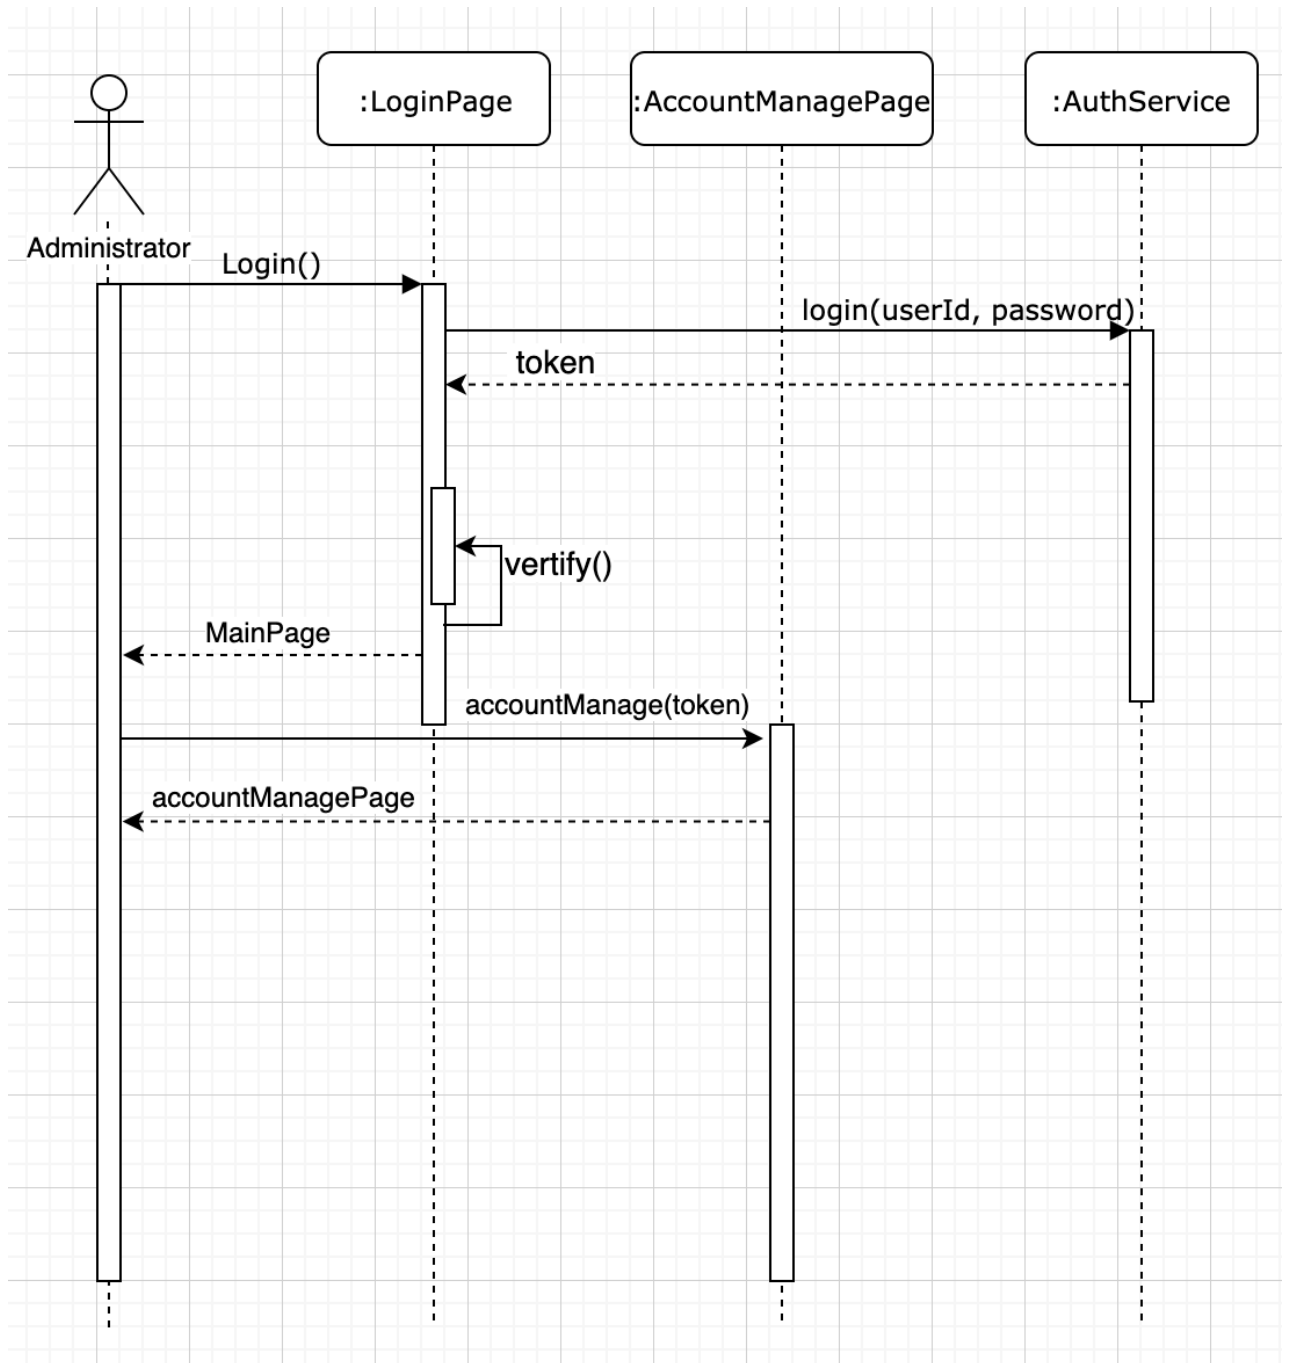 :LoginPage
:AccountManagePage
:AuthService
Administrator
Login()
login(userId, password)
token
vertify()
MainPage
accountManage(token)
accountManagePage